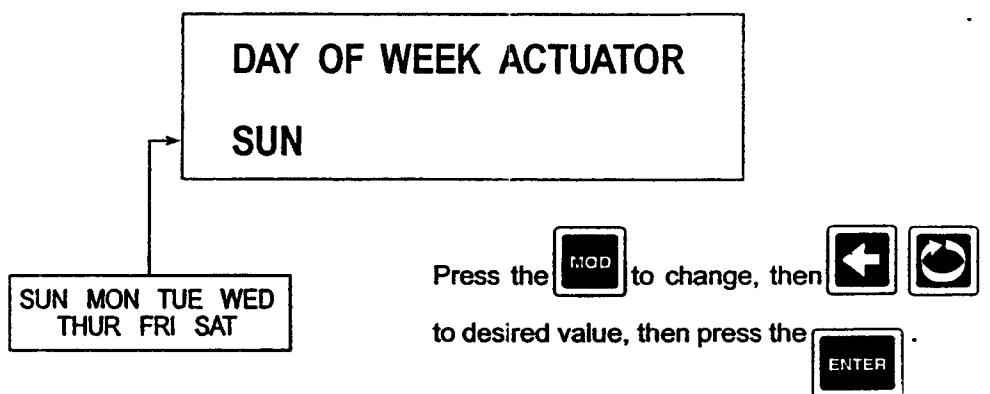 DAY OF WEEK ACTUATOR
SUN
SUN MON TUE WED
THUR FRI SAT
Press the MOD to change, then
to desired value, then press the ENTER .